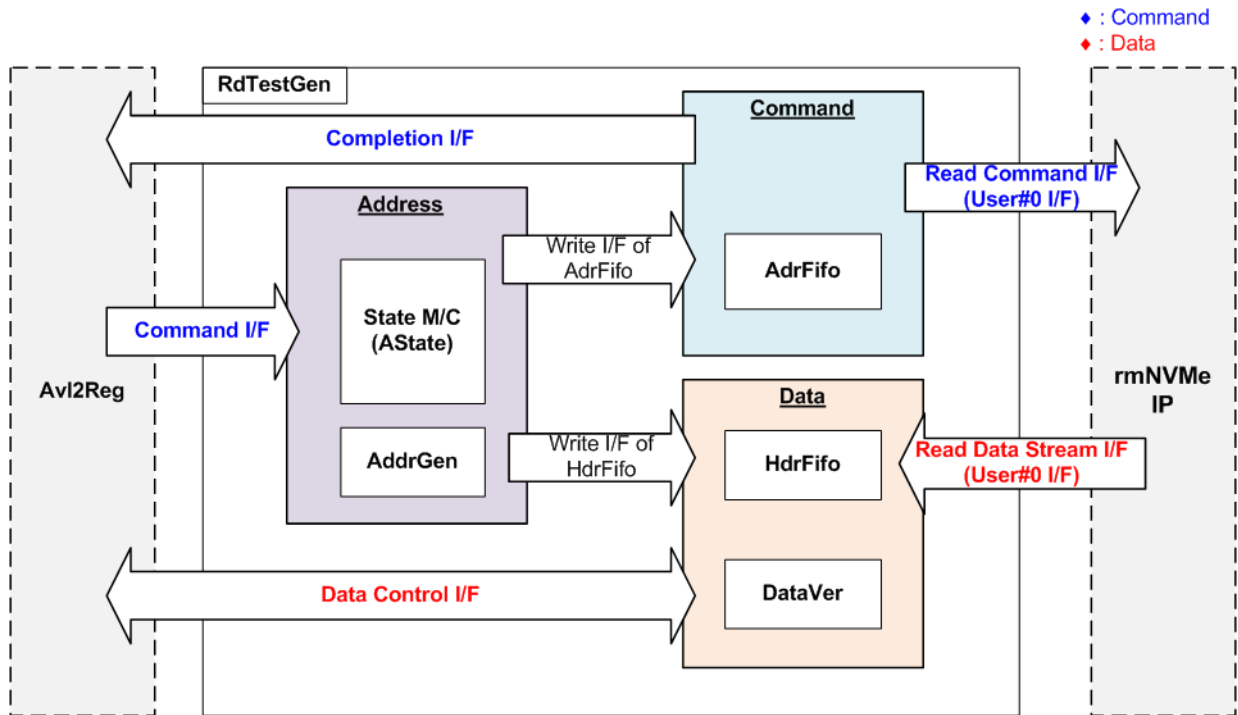 ♦ : Command
♦ : Data
RdTestGen
Command
Completion I/F
Read Command I/F
(User#0 I/F)
Address
Write I/F of
AdrFifo
AdrFifo
State M/C
(AState)
Command I/F
Avl2Reg
rmNVMe
IP
Data
AddrGen
Write I/F of
HdrFifo
HdrFifo
Read Data Stream I/F
(User#0 I/F)
Data Control I/F
DataVer